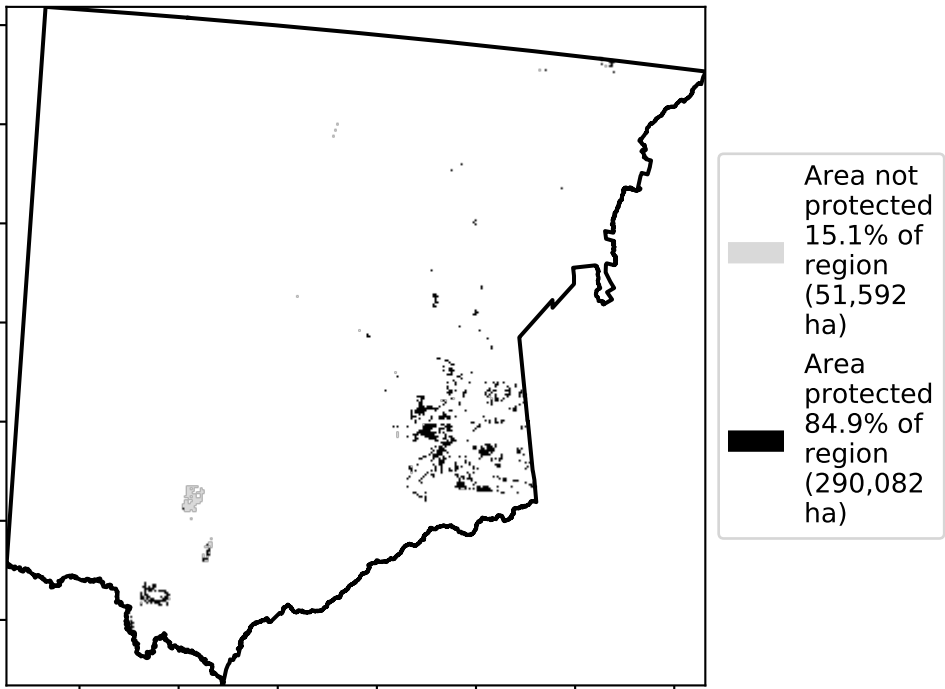 Area not
protected
15.1% of
region
(51,592
ha)
Area
protected
84.9% of
region
(290,082
ha)